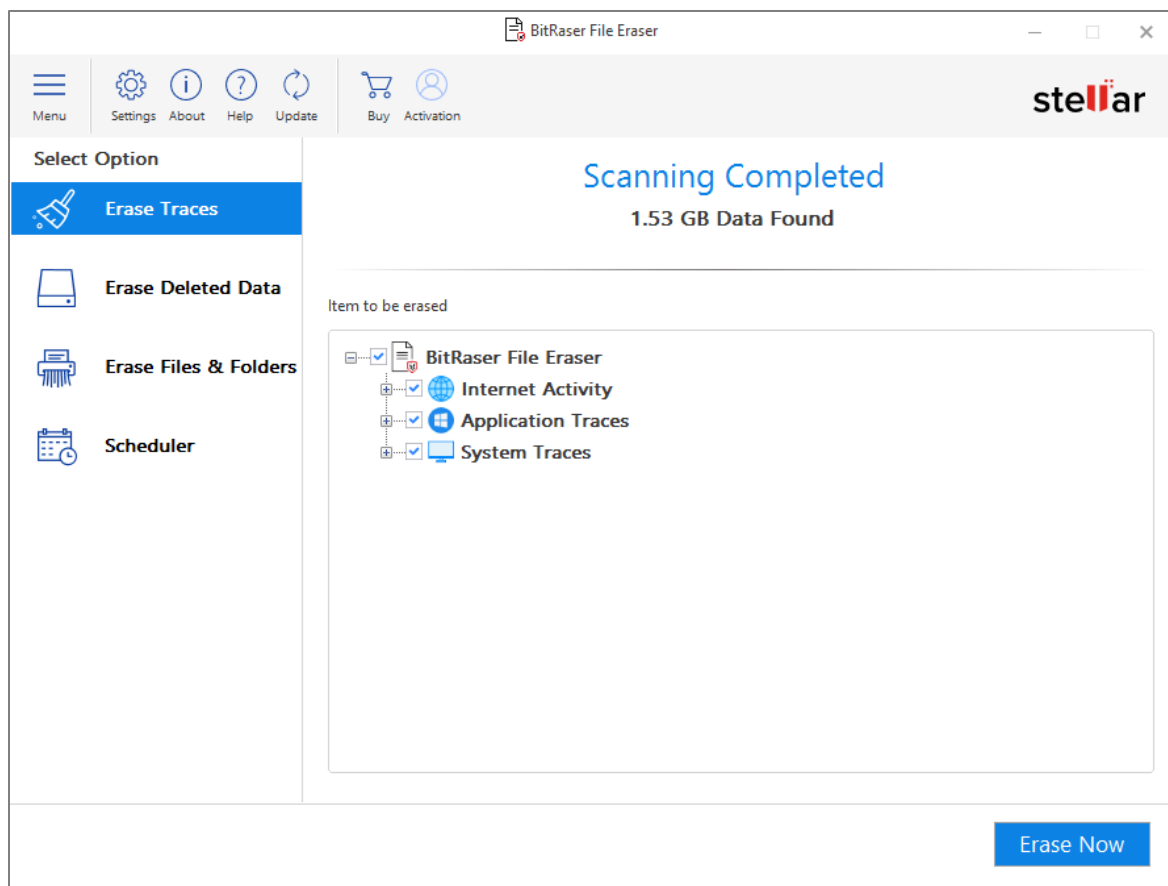 BitRaser File Eraser
Menu
Settings
About
Help
Update
Buy
Activation
stellar
Select Option
Erase Traces
Erase Deleted Data
Erase Files & Folders
Scheduler
Scanning Completed
1.53 GB Data Found
Item to be erased
BitRaser File Eraser
Internet Activity
Application Traces
System Traces
Erase Now